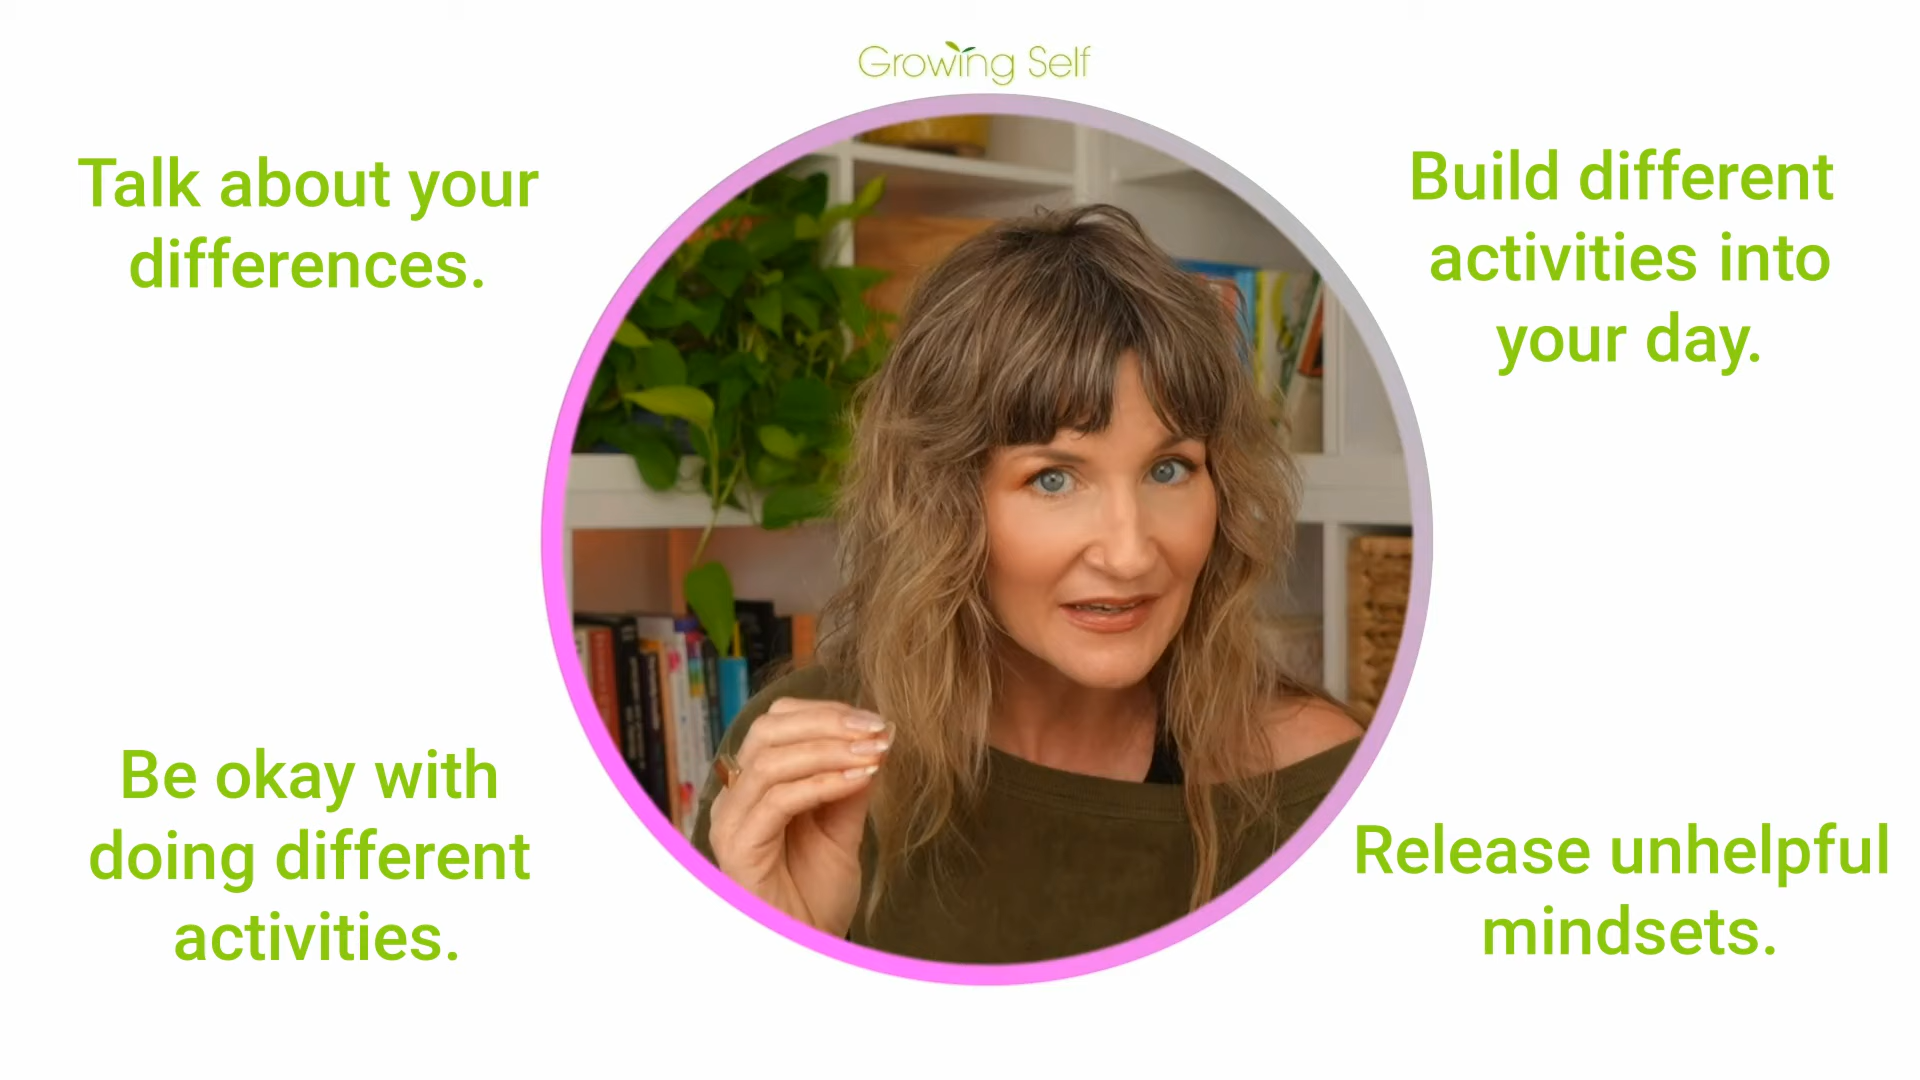 Growing Self
Talk about your
differences.
Build different
activities into
your day.
Be okay with
doing different
activities.
Release unhelpful
mindsets.